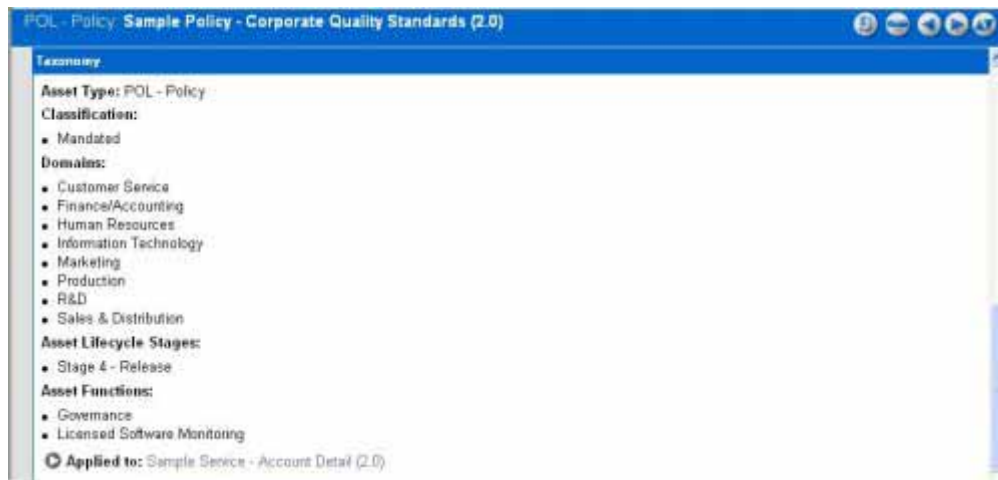 POL - Policy: Sample Policy - Corporate Quality Standards (2.0)
Taxonomy
Asset Type: POL - Policy
Classification:
• Mandated
Domains:
• Customer Service
• Finance/Accounting
• Human Resources
• Information Technology
• Marketing
• Production
• R&D
• Sales & Distribution
Asset Lifecycle Stages:
• Stage 4 - Release
Asset Functions:
• Governance
• Licensed Software Monitoring
Applied to: Sample Service - Account Detail (2.0)